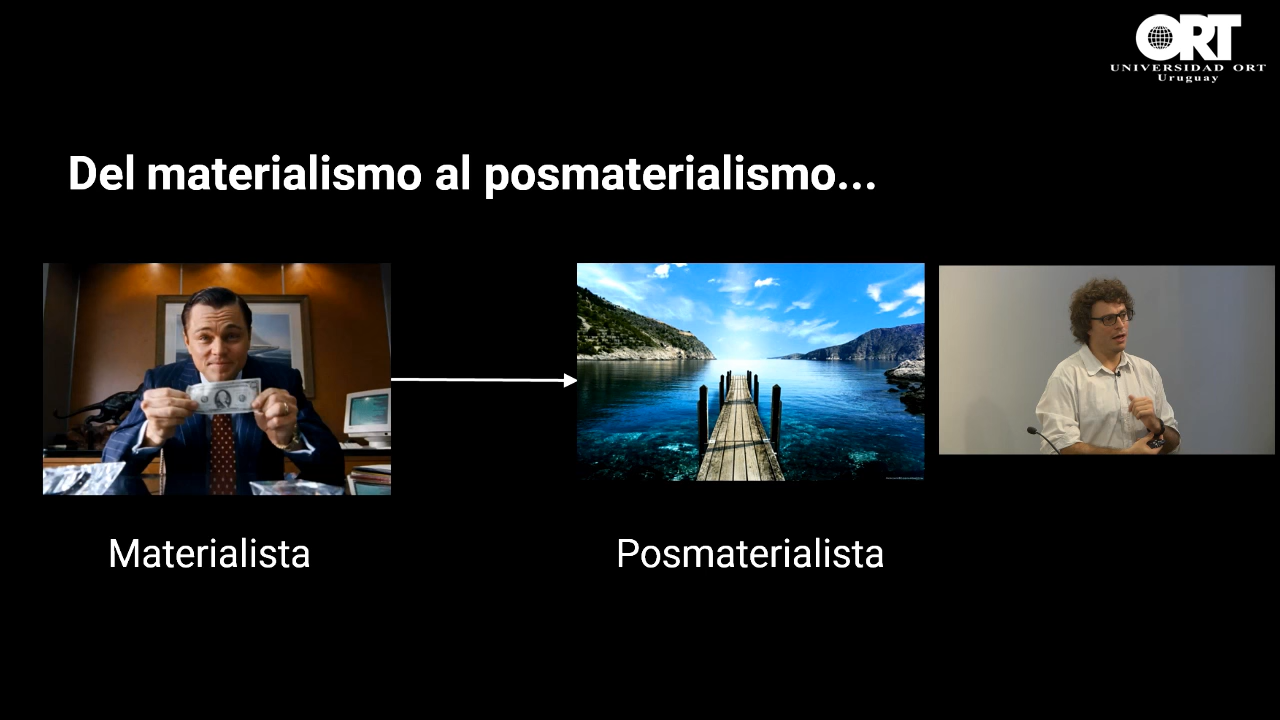 ORT
UNIVERSIDAD ORT
Uruguay
Del materialismo al posmaterialismo...
Materialista
Posmaterialista